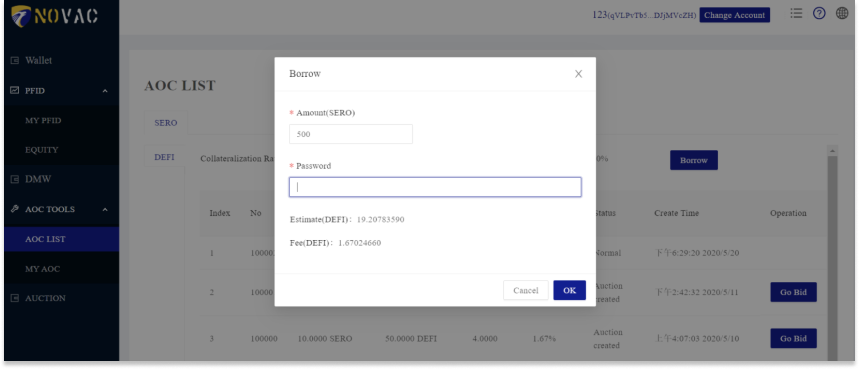 NOVAC
123(qVLPvTb5...DJjMVcZH) Change Account
Wallet
PFID
MY PFID
EQUITY
DMW
AOC TOOLS
AOC LIST
MY AOC
AUCTION
AOC LIST
SERO
DEFI
Collateralization Ra
0%
Borrow
Index No Status Create Time Operation
1 10000 Normal 下午6:29:20 2020/5/20
2 10000 Auction created 下午2:42:32 2020/5/11 Go Bid
3 100000 10.0000 SERO 50.0000 DEFI 4.0000 1.67% Auction created 上午4:07:03 2020/5/10 Go Bid
Borrow
* Amount(SERO)
500
* Password
Estimate(DEFI): 19.20783590
Fee(DEFI): 1.67024660
Cancel OK